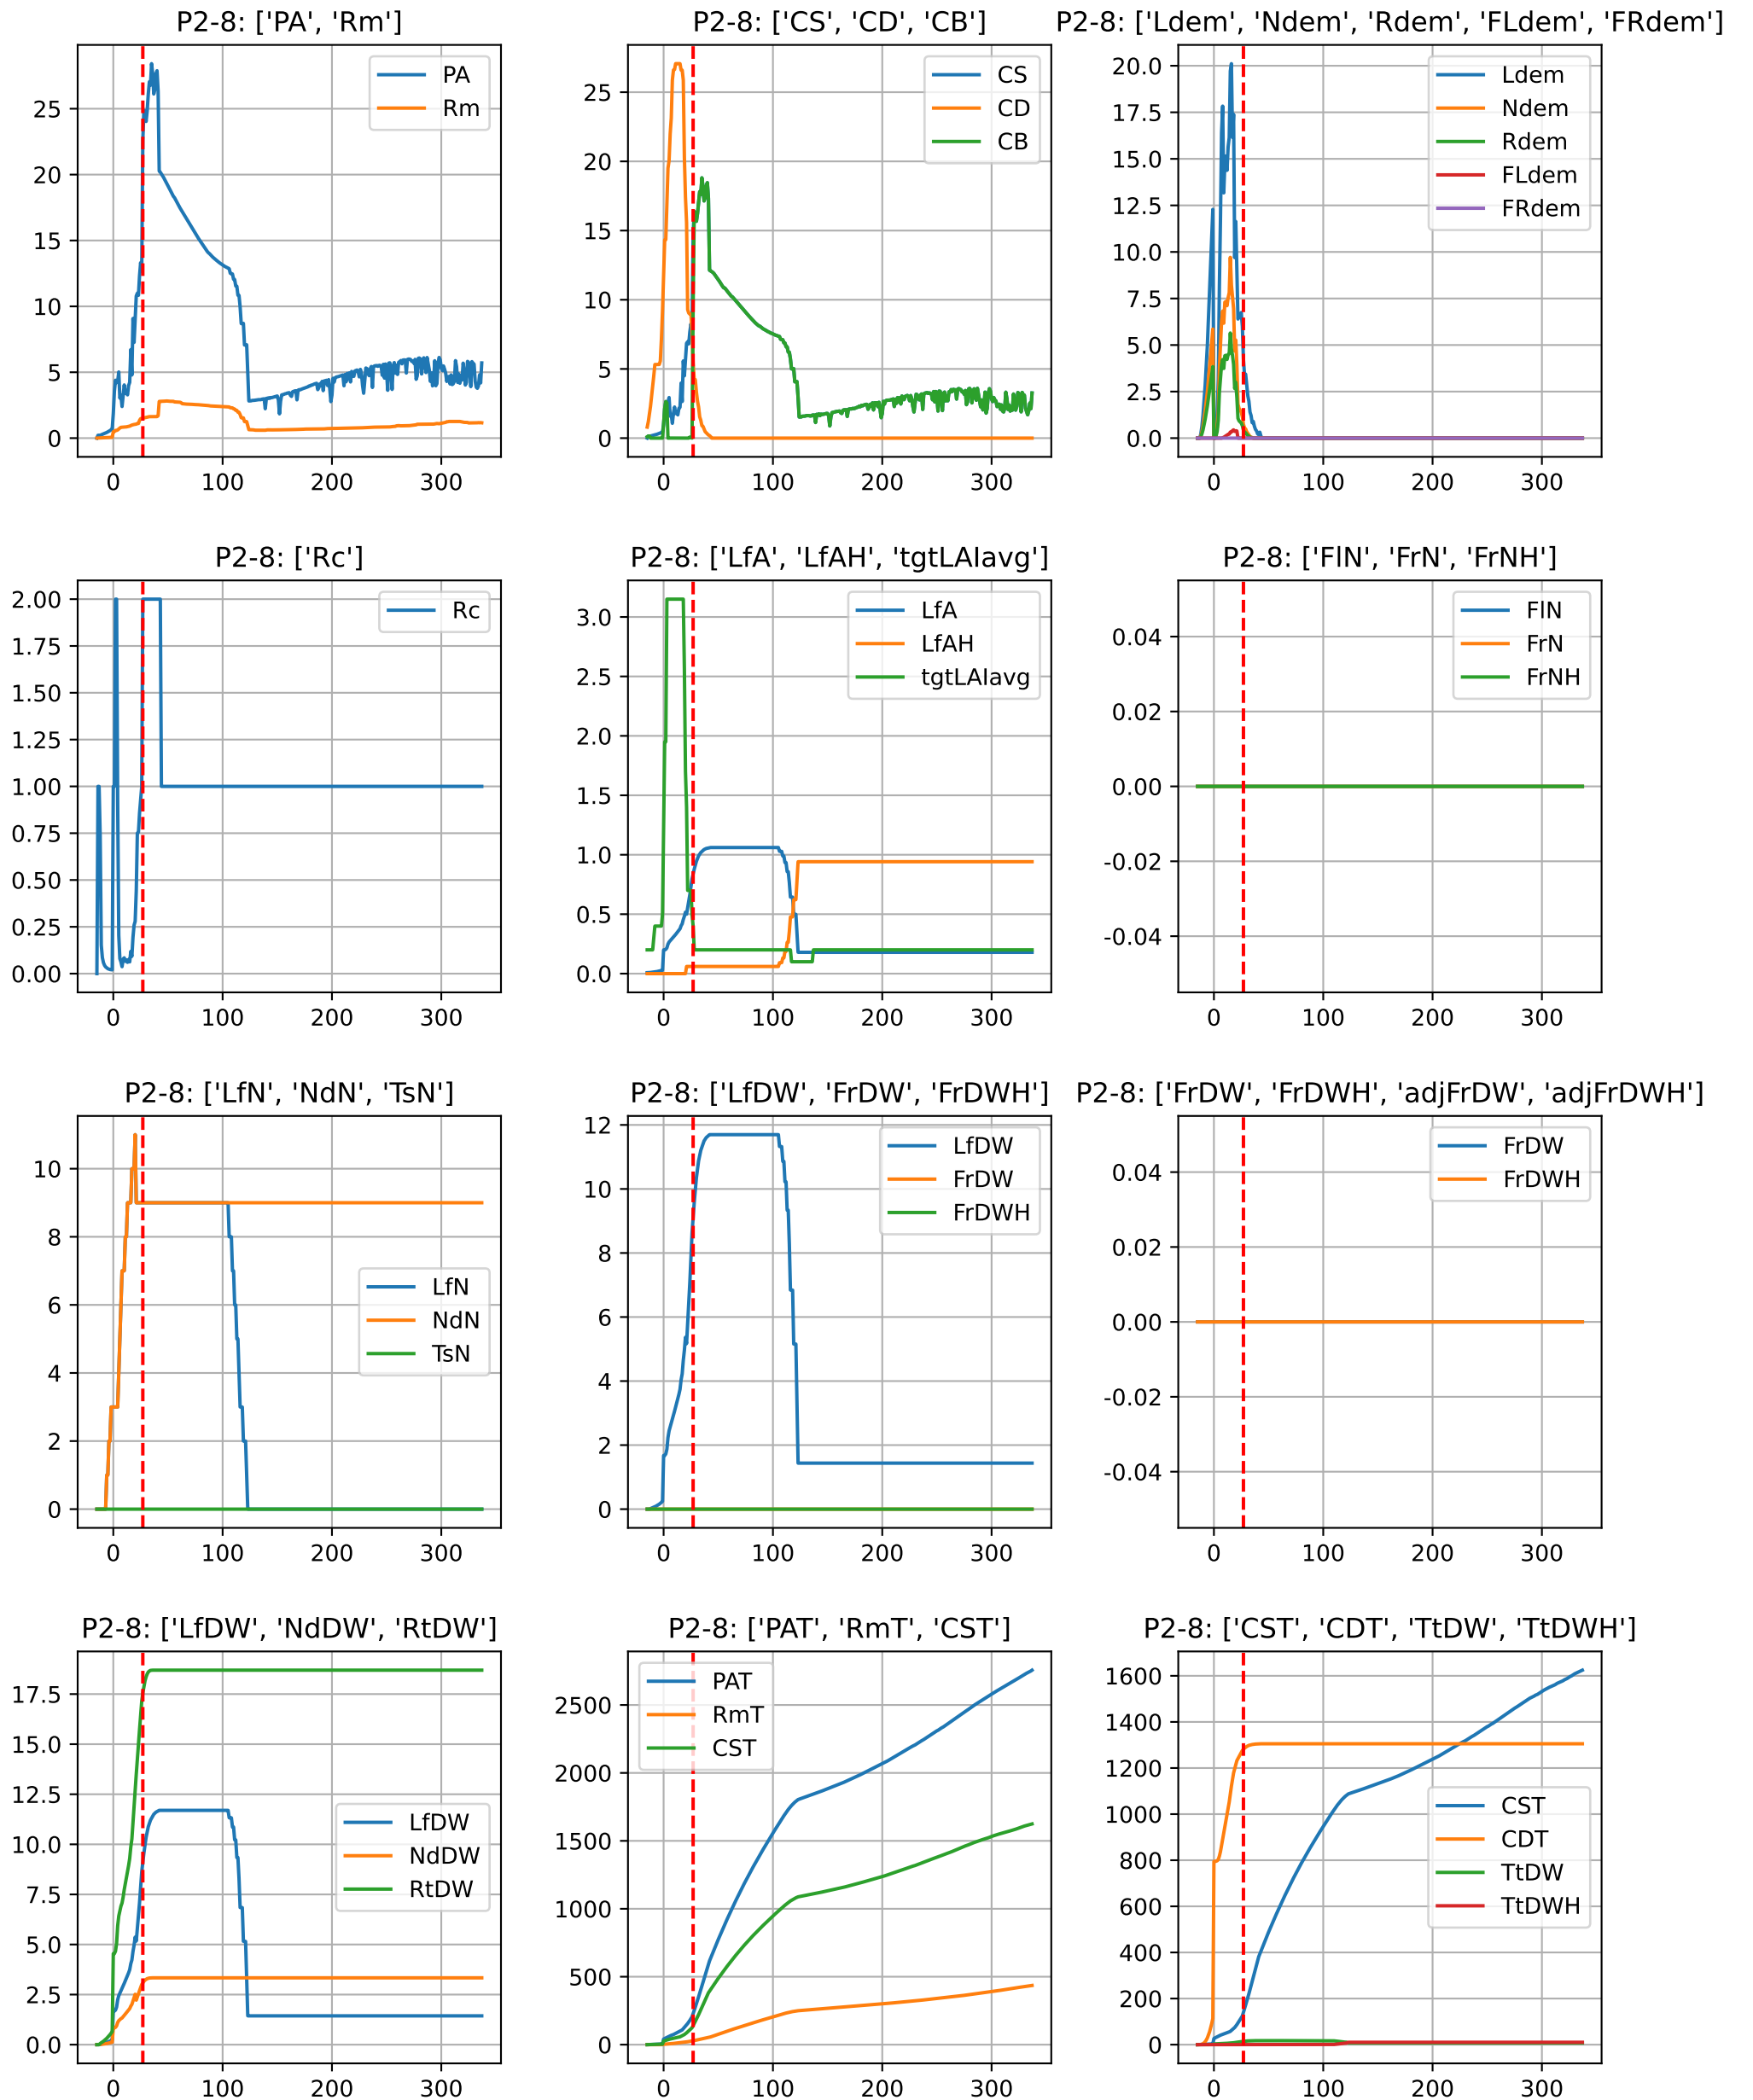 P2-8: ['PA', 'Rm']
25
20
15
10
5
0
PA
Rm
0 100 200 300
P2-8: ['CS', 'CD', 'CB']
25
20
15
10
5
0
CS
CD
CB
0 100 200 300
P2-8: ['Ldem', 'Ndem', 'Rdem', 'FLdem', 'FRdem']
20.0
17.5
15.0
12.5
10.0
7.5
5.0
2.5
0.0
Ldem
Ndem
Rdem
FLdem
FRdem
0 100 200 300
P2-8: ['Rc']
2.00
1.75
1.50
1.25
1.00
0.75
0.50
0.25
0.00
Rc
0 100 200 300
P2-8: ['LfA', 'LfAH', 'tgtLAIavg']
3.0
2.5
2.0
1.5
1.0
0.5
0.0
LfA
LfAH
tgtLAIavg
0 100 200 300
P2-8: ['FlN', 'FrN', 'FrNH']
0.04
0.02
0.00
-0.02
-0.04
FlN
FrN
FrNH
0 100 200 300
P2-8: ['LfN', 'NdN', 'TsN']
10
8
6
4
2
0
LfN
NdN
TsN
0 100 200 300
P2-8: ['LfDW', 'FrDW', 'FrDWH']
12
10
8
6
4
2
0
LfDW
FrDW
FrDWH
0 100 200 300
P2-8: ['FrDW', 'FrDWH', 'adjFrDW', 'adjFrDWH']
0.04
0.02
0.00
-0.02
-0.04
FrDW
FrDWH
0 100 200 300
P2-8: ['LfDW', 'NdDW', 'RtDW']
17.5
15.0
12.5
10.0
7.5
5.0
2.5
0.0
LfDW
NdDW
RtDW
0 100 200 300
P2-8: ['PAT', 'RmT', 'CST']
2500
2000
1500
1000
500
0
PAT
RmT
CST
0 100 200 300
P2-8: ['CST', 'CDT', 'TtDW', 'TtDWH']
1600
1400
1200
1000
800
600
400
200
0
CST
CDT
TtDW
TtDWH
0 100 200 300